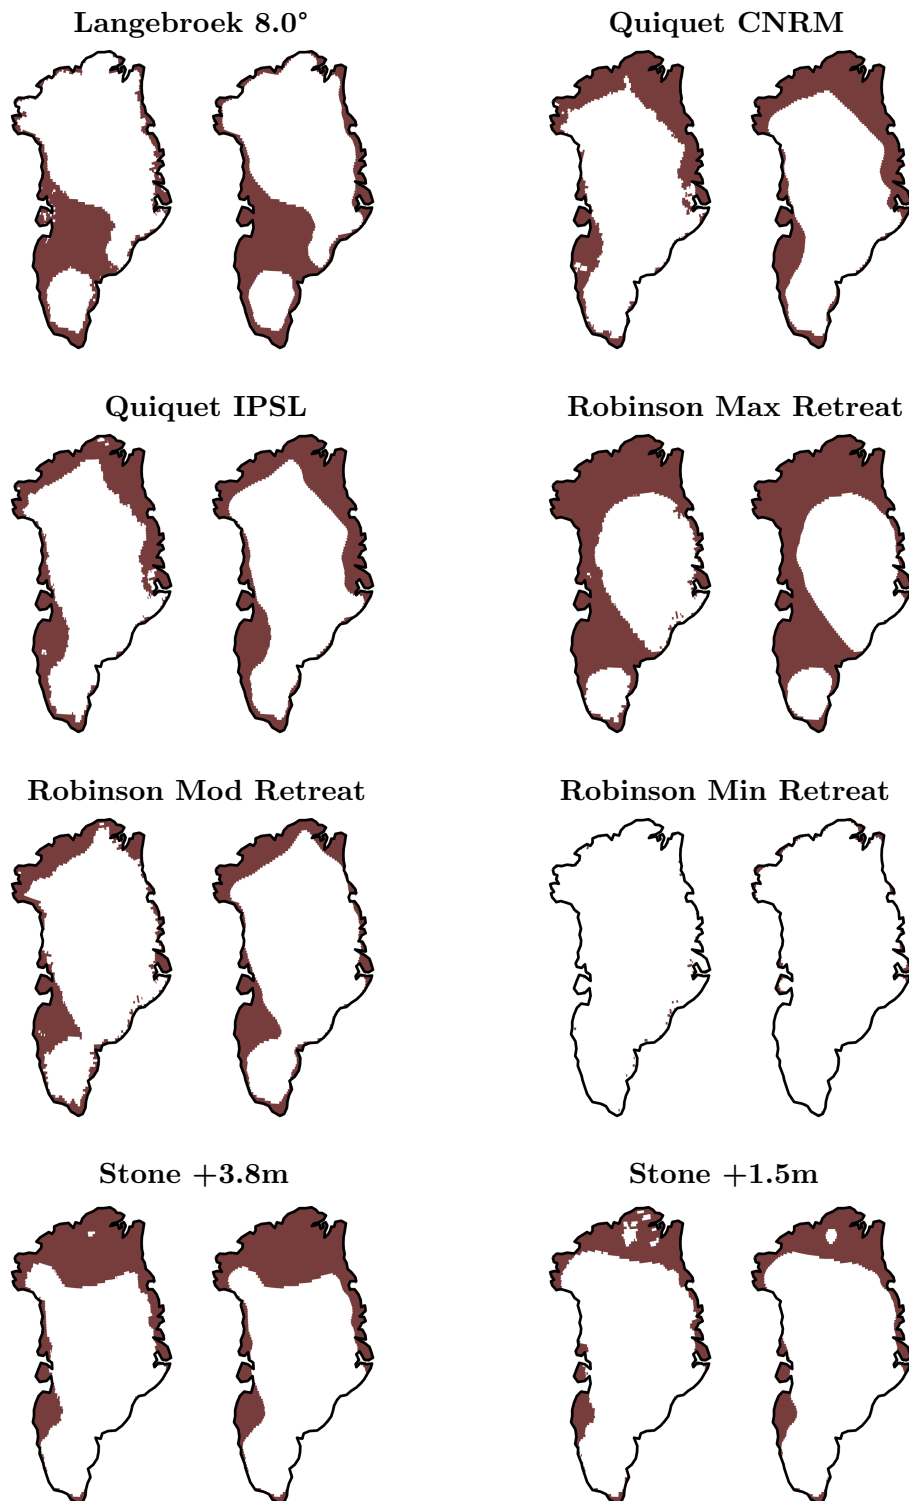 Langebroek 8.0°
Quiquet CNRM
Quiquet IPSL
Robinson Max Retreat
Robinson Mod Retreat
Robinson Min Retreat
Stone +3.8m
Stone +1.5m